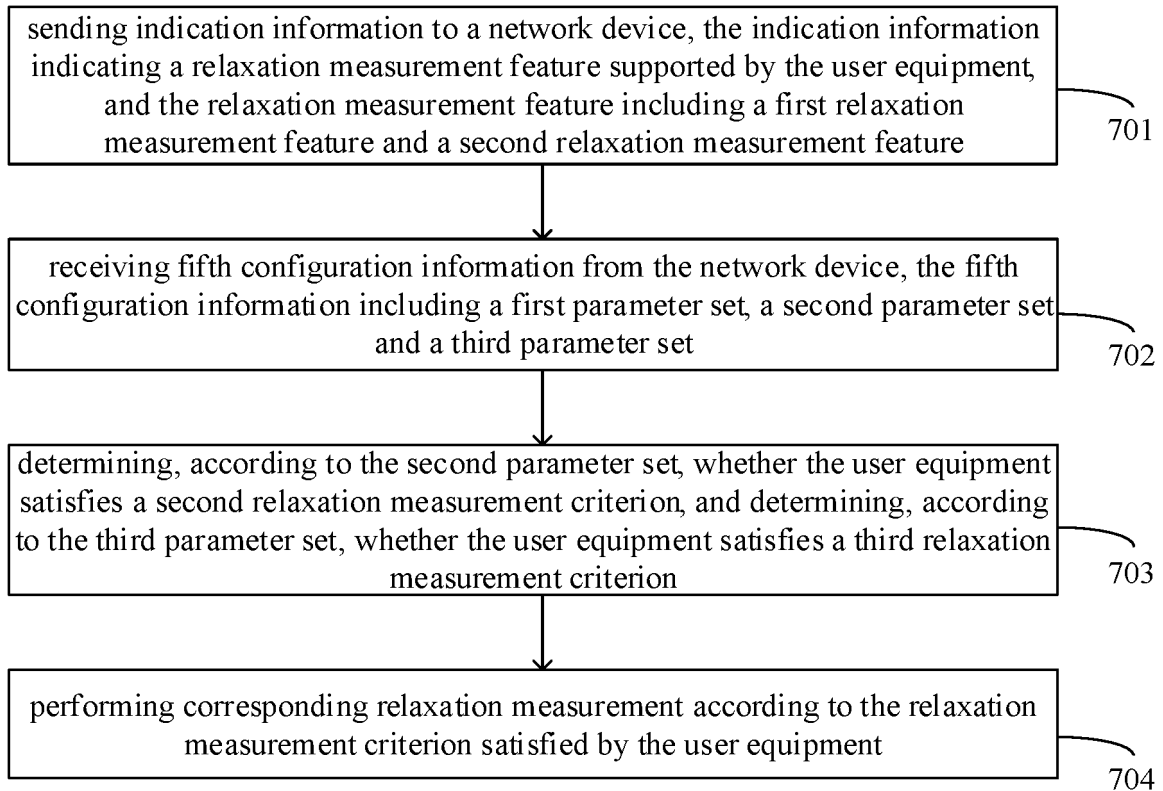 sending indication information to a network device, the indication information
indicating a relaxation measurement feature supported by the user equipment,
and the relaxation measurement feature including a first relaxation
measurement feature and a second relaxation measurement feature
701
receiving fifth configuration information from the network device, the fifth
configuration information including a first parameter set, a second parameter set
and a third parameter set
702
determining, according to the second parameter set, whether the user equipment
satisfies a second relaxation measurement criterion, and determining, according
to the third parameter set, whether the user equipment satisfies a third relaxation
measurement criterion
703
performing corresponding relaxation measurement according to the relaxation
measurement criterion satisfied by the user equipment
704